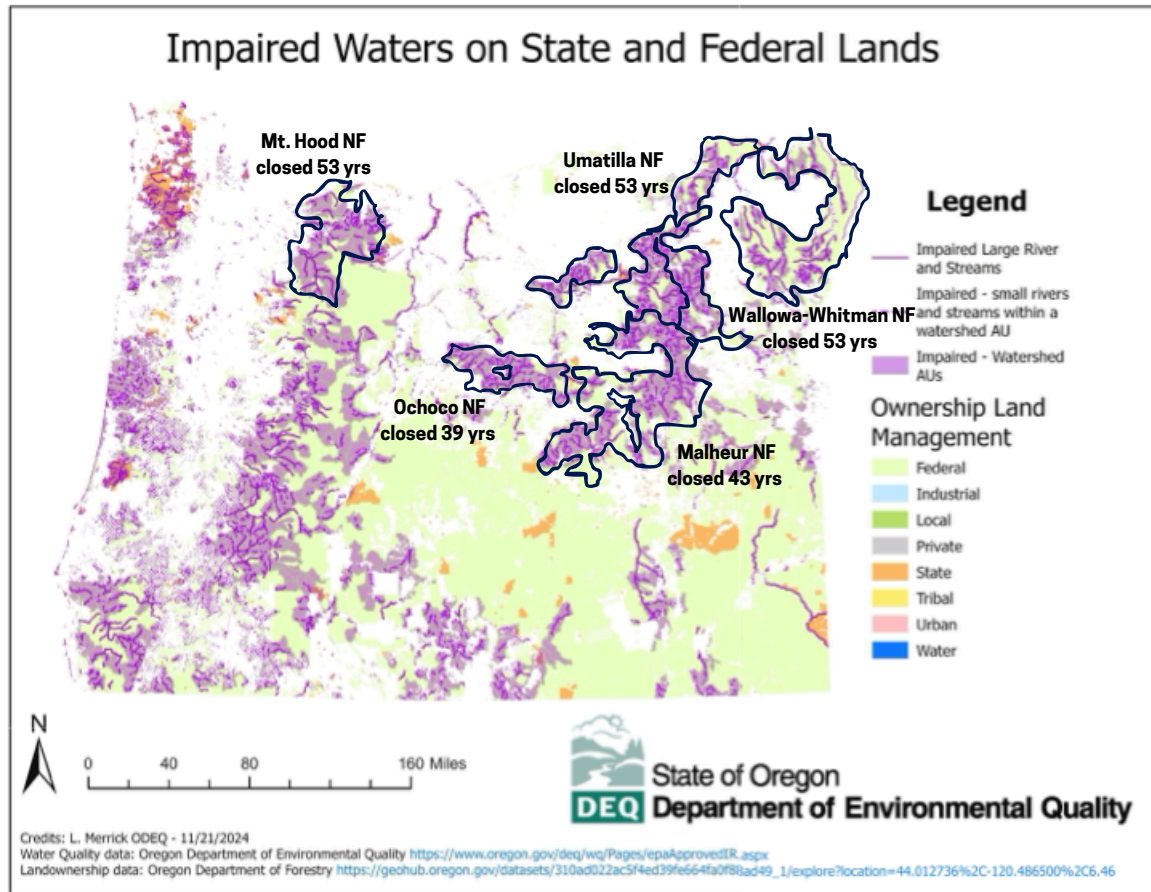 Impaired Waters on State and Federal Lands
Mt. Hood NF
closed 53 yrs
Umatilla NF
closed 53 yrs
Wallowa-Whitman NF
closed 53 yrs
Ochoco NF
closed 39 yrs
Malheur NF
closed 43 yrs
Legend
Impaired Large River
and Streams
Impaired - small rivers
and streams within a
watershed AU
Impaired - Watershed
AUs
Ownership Land
Management
Federal
Industrial
Local
Private
State
Tribal
Urban
Water
N
0 40 80 160 Miles
DEQ
State of Oregon
Department of Environmental Quality
Credits: L. Merrick ODEQ - 11/21/2024
Water Quality data: Oregon Department of Environmental Quality https://www.oregon.gov/deq/wq/Pages/epaApprovedIR.aspx
Landownership data: Oregon Department of Forestry